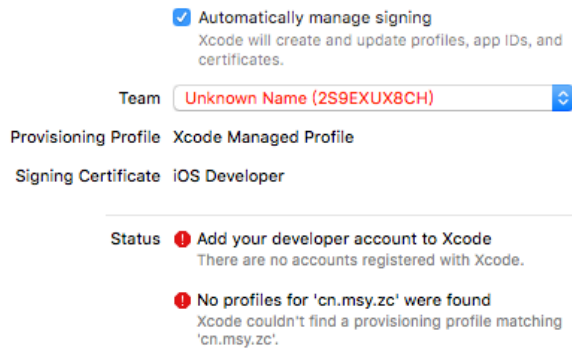 Automatically manage signing
Xcode will create and update profiles, app IDs, and
certificates.
Team Unknown Name (2S9EXUX8CH)
Provisioning Profile Xcode Managed Profile
Signing Certificate iOS Developer
Status Add your developer account to Xcode
There are no accounts registered with Xcode.
No profiles for 'cn.msy.zc' were found
Xcode couldn't find a provisioning profile matching
'cn.msy.zc'.